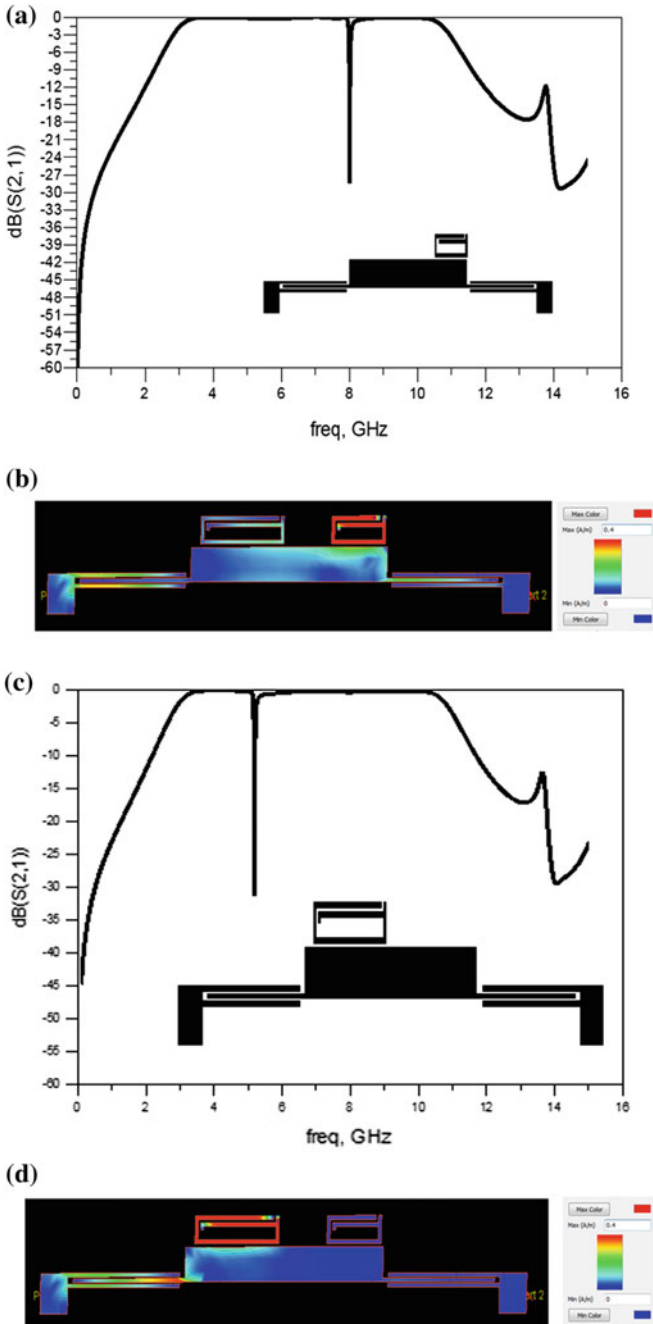 (a)
dB(S(2,1))
0
-3
-6
-9
-12
-15
-18
-21
-24
-27
-30
-33
-36
-39
-42
-45
-48
-51
-54
-57
-60
0 2 4 6 8 10 12 14 16
freq, GHz
(b)
Max Color
Max (A/m)
0.4
Min (A/m)
0
Min Color
P
rt 2
(c)
dB(S(2,1))
0
-5
-10
-15
-20
-25
-30
-35
-40
-45
-50
-55
-60
0 2 4 6 8 10 12 14 16
freq, GHz
(d)
Max Color
Max (A/m)
0.4
Min (A/m)
0
Min Color
P
rt 2